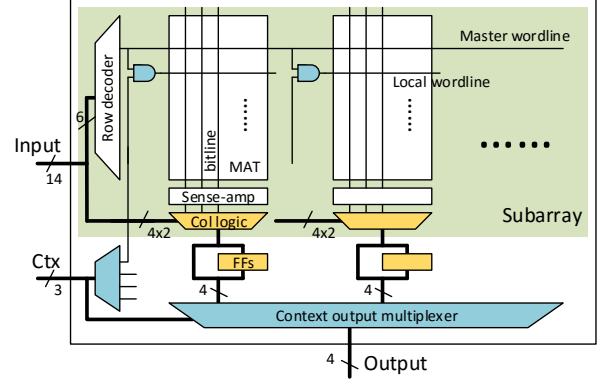 Master wordline
Row decoder
Local wordline
6
......
......
bitline
Input
14
MAT
......
Sense-amp
Subarray
Col logic
4x2
4x2
Ctx
3
FFs
FFs
4
4
Context output multiplexer
4
Output